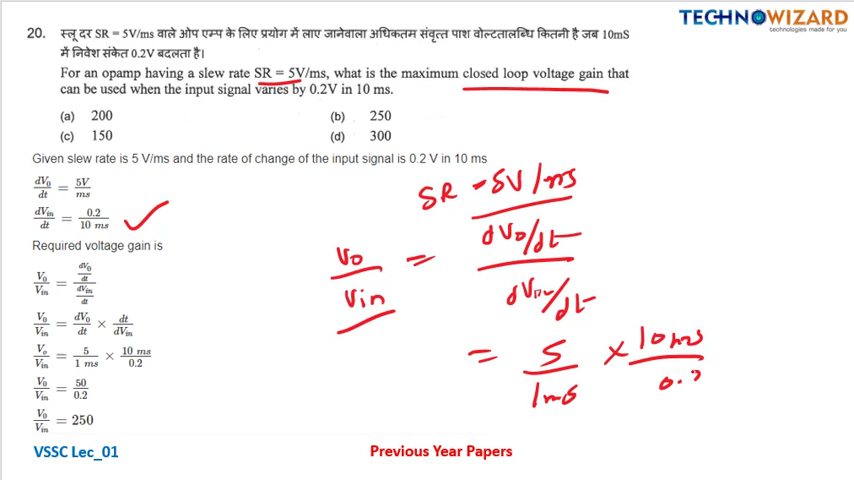 TECHNOWIZARD
technologies made for you
20. स्लू दर SR = 5V/ms वाले ओप एम्प के लिए प्रयोग में लाए जानेवाला अधिकतम संवृत्त पाश वोल्टतालब्धि कितनी है जब 10mS
में निवेश संकेत 0.2V बदलता है।
For an opamp having a slew rate SR = 5V/ms, what is the maximum closed loop voltage gain that
can be used when the input signal varies by 0.2V in 10 ms.
(a) 200 (b) 250
(c) 150 (d) 300
Given slew rate is 5 V/ms and the rate of change of the input signal is 0.2 V in 10 ms
dV₀/dt = 5V/ms
dVin/dt = 0.2/10 ms
Required voltage gain is
V₀/Vin = (dV₀/dt)/(dVin/dt)
V₀/Vin = dV₀/dt × dt/dVin
Vo/Vin = 5/1 ms × 10 ms/0.2
V₀/Vin = 50/0.2
V₀/Vin = 250
SR = 5V/ms
Vo/Vin = (dVo/dt)/(dVin/dt)
= 5/1ms × 10ms/0.2
VSSC Lec_01
Previous Year Papers